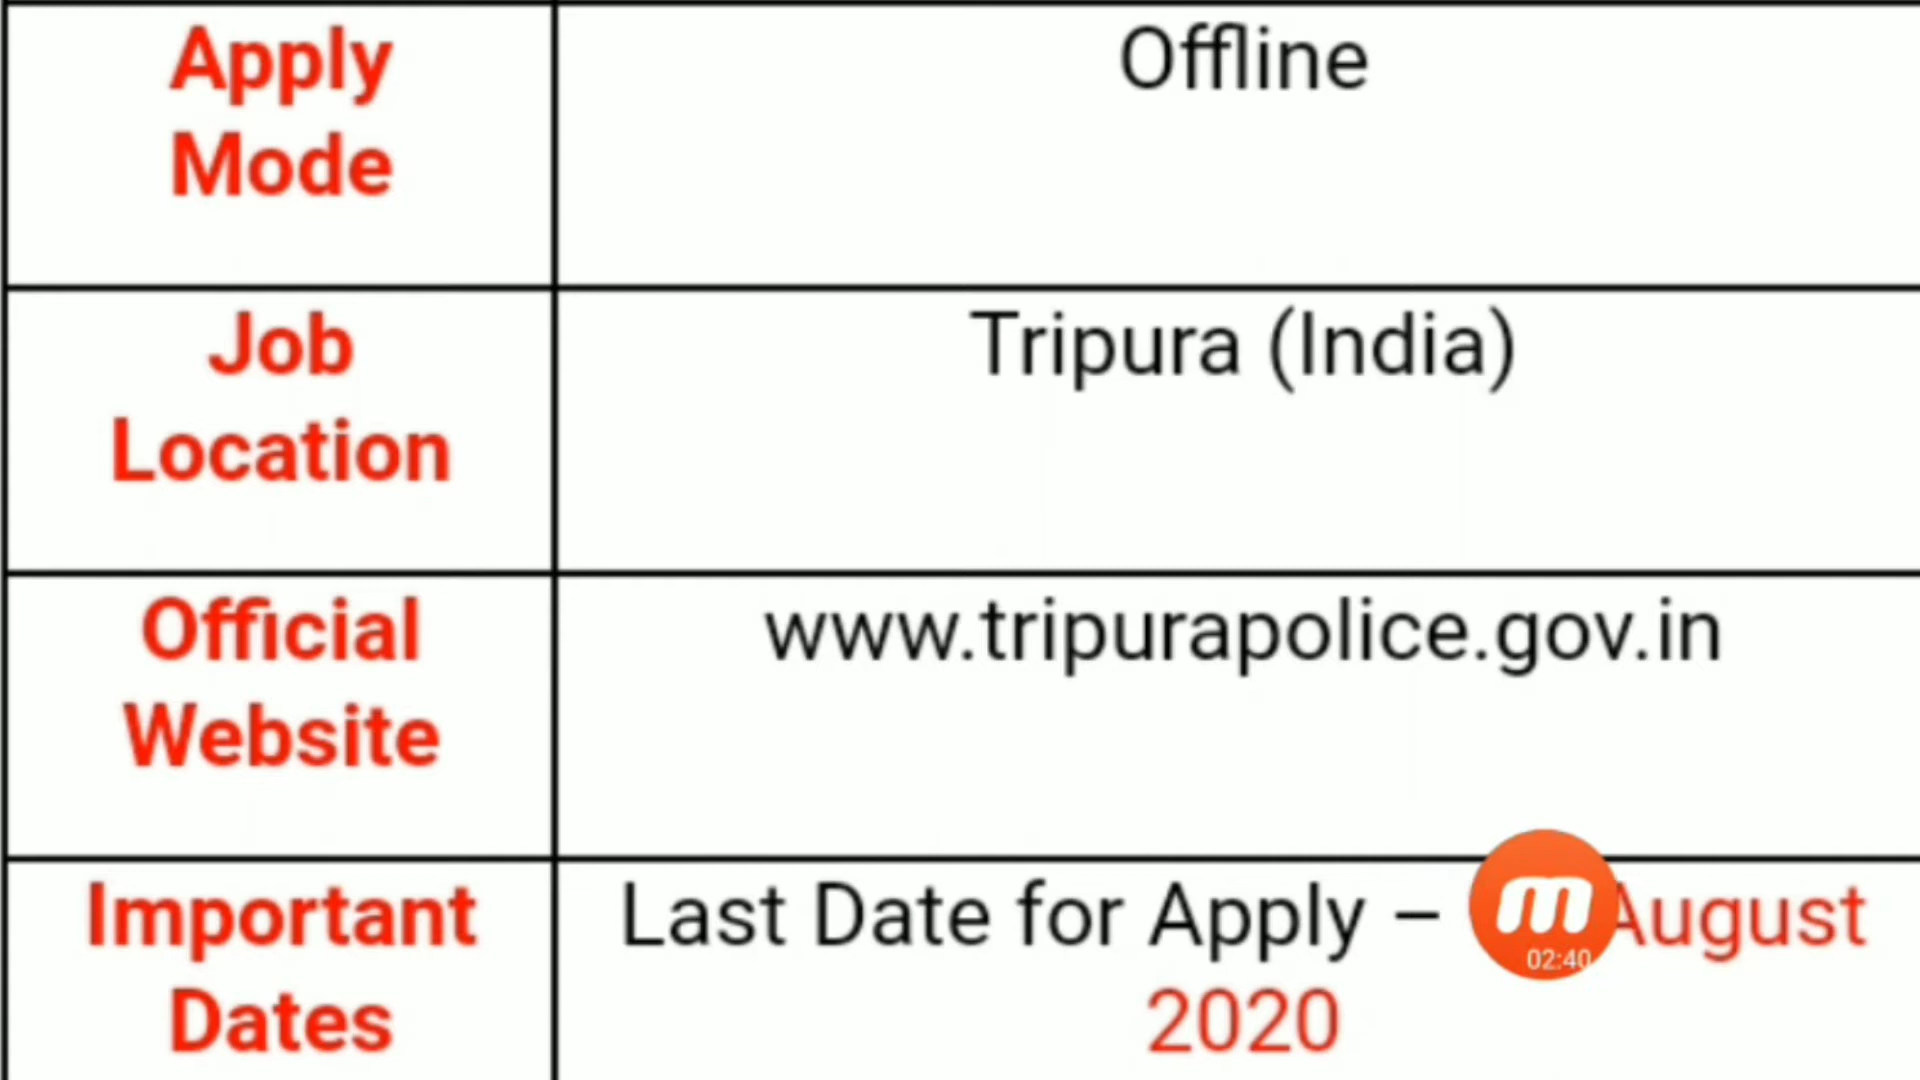 Apply
Mode
Offline
Job
Location
Tripura (India)
Official
Website
www.tripurapolice.gov.in
Important
Dates
Last Date for Apply – August
2020
02:40